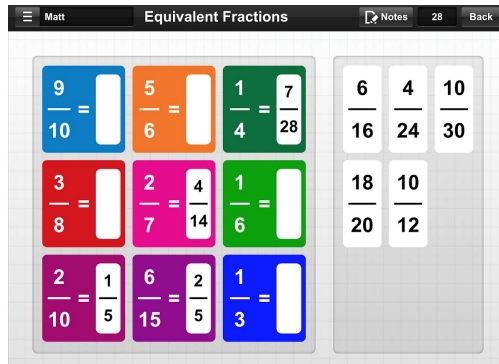 Matt Equivalent Fractions Notes 28 Back
9/10 = 5/6 = 1/4 = 7/28
3/8 = 2/7 = 4/14 1/6 =
2/10 = 1/5 6/15 = 2/5 1/3 =
6/16 4/24 10/30
18/20 10/12